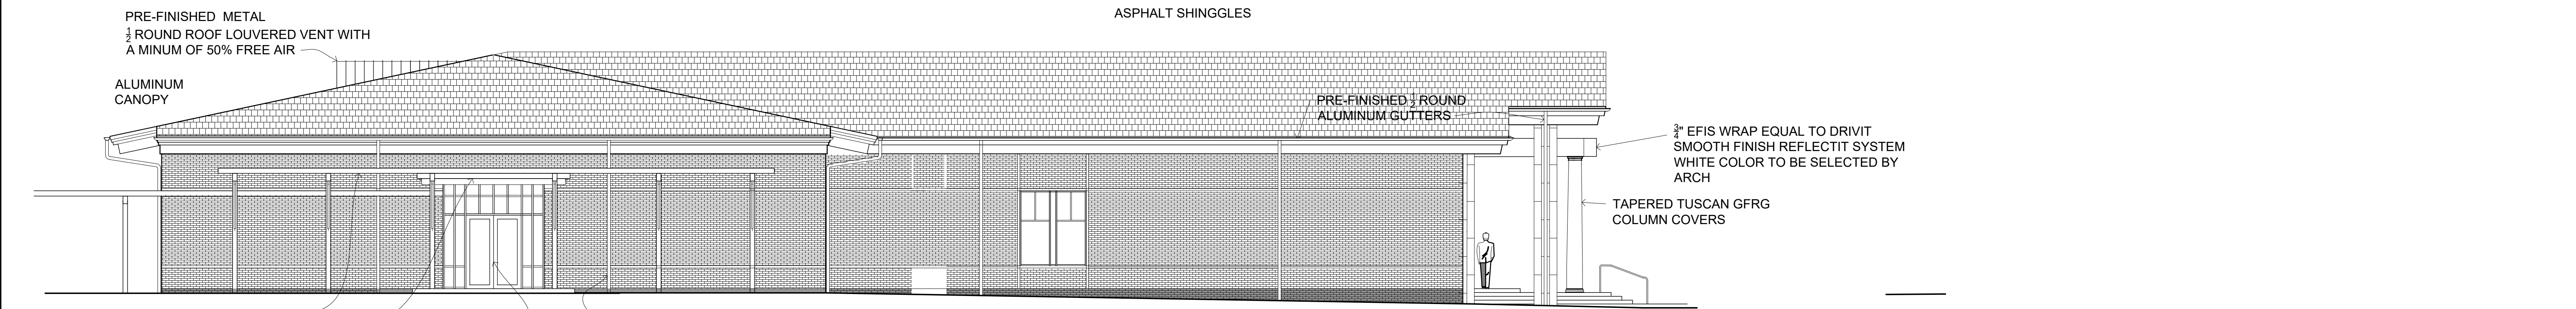 PRE-FINISHED METAL
½ ROUND ROOF LOUVERED VENT WITH
A MINUM OF 50% FREE AIR
ALUMINUM
CANOPY
ASPHALT SHINGGLES
PRE-FINISHED ½ ROUND
ALUMINUM GUTTERS
¾" EFIS WRAP EQUAL TO DRIVIT
SMOOTH FINISH REFLECTIT SYSTEM
WHITE COLOR TO BE SELECTED BY
ARCH
TAPERED TUSCAN GFRG
COLUMN COVERS